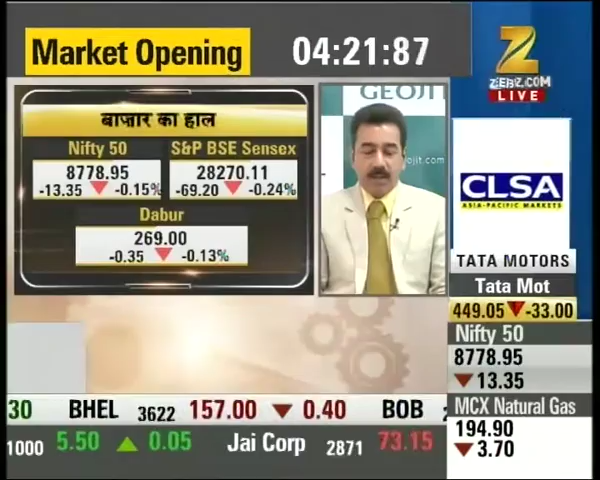 Market Opening
04:21:87
ZEBZ.COM
LIVE
बाज़ार का हाल
Nifty 50
8778.95
-13.35 -0.15%
S&P BSE Sensex
28270.11
-69.20 -0.24%
Dabur
269.00
-0.35 -0.13%
GEOJIT
ojit.com
CLSA
ASIA-PACIFIC MARKETS
TATA MOTORS
Tata Mot
449.05 -33.00
Nifty 50
8778.95
13.35
MCX Natural Gas
194.90
3.70
30 BHEL 3622 157.00 0.40 BOB
1000 5.50 0.05 Jai Corp 2871 73.15